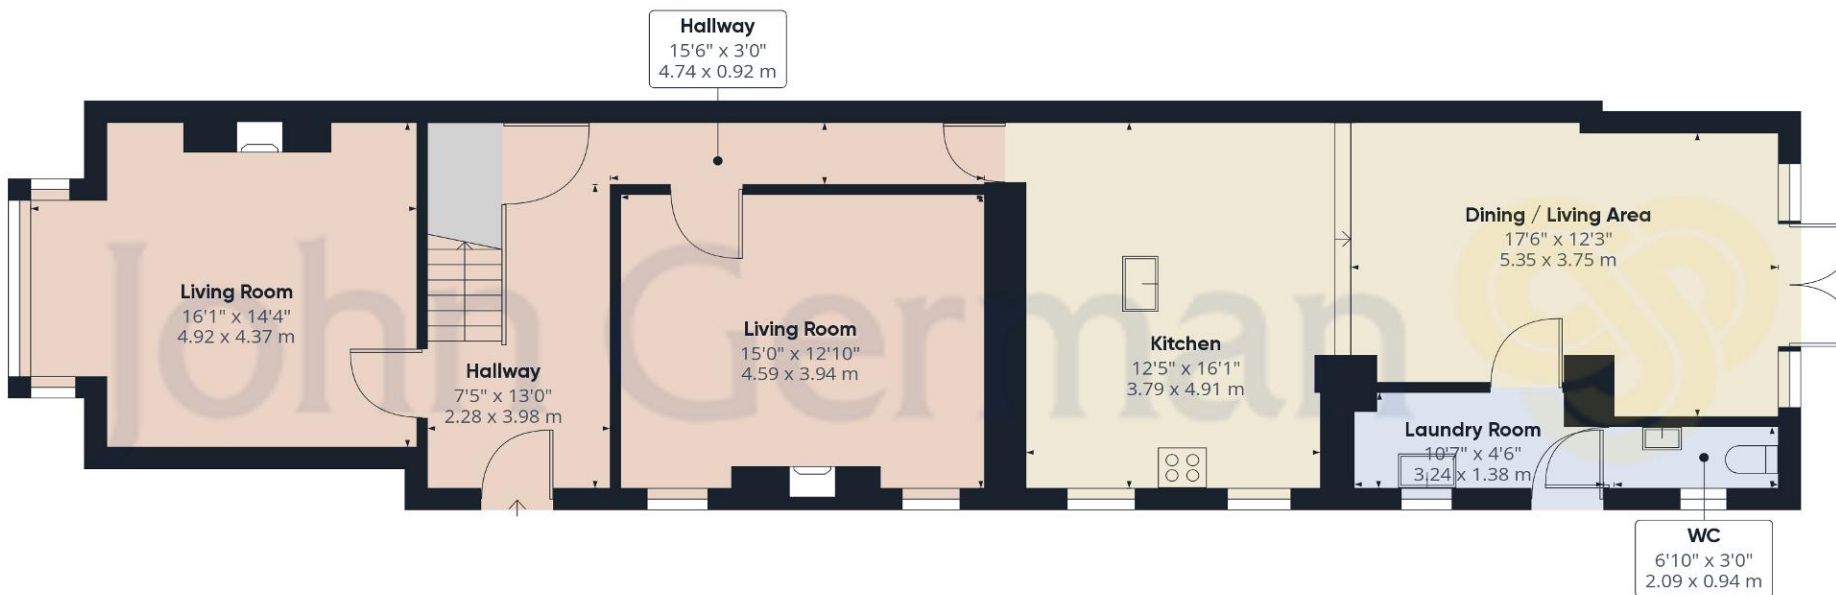 Hallway
15'6" x 3'0"
4.74 x 0.92 m
Living Room
16'1" x 14'4"
4.92 x 4.37 m
Hallway
7'5" x 13'0"
2.28 x 3.98 m
Living Room
15'0" x 12'10"
4.59 x 3.94 m
Kitchen
12'5" x 16'1"
3.79 x 4.91 m
Dining / Living Area
17'6" x 12'3"
5.35 x 3.75 m
Laundry Room
10'7" x 4'6"
3.24 x 1.38 m
WC
6'10" x 3'0"
2.09 x 0.94 m
John German